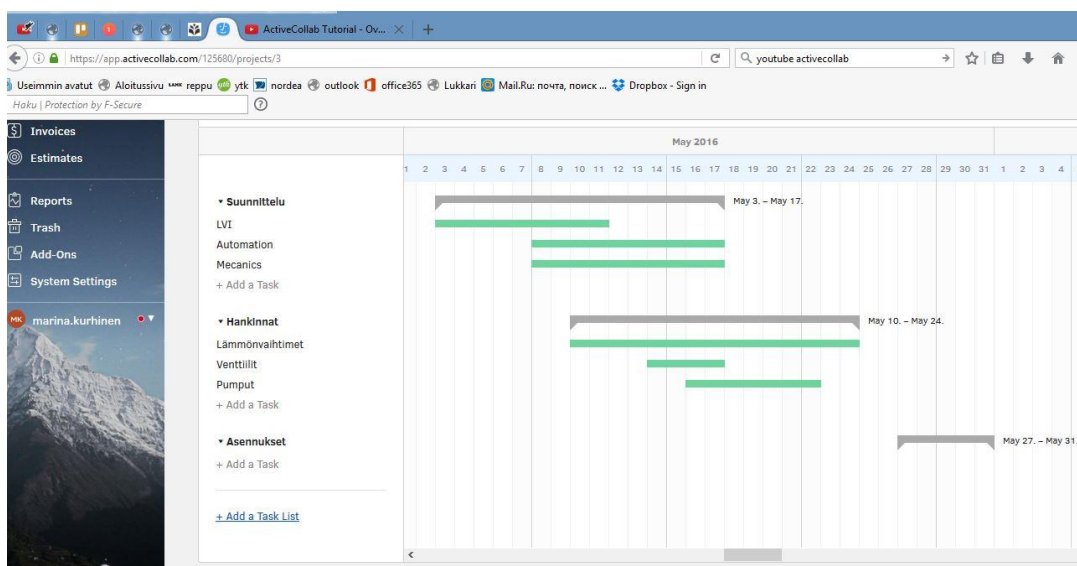 1
ActiveCollab Tutorial - Ov...
https://app.activecollab.com/125680/projects/3
youtube activecollab
Useimmin avatut Aloitussivu LAMK reppu ytk nordea outlook office365 Lukkari Mail.Ru: почта, поиск ... Dropbox - Sign in
Haku | Protection by F-Secure
Invoices
May 2016
Estimates
1 2 3 4 5 6 7 8 9 10 11 12 13 14 15 16 17 18 19 20 21 22 23 24 25 26 27 28 29 30 31 1 2 3 4
Reports
▾ Suunnittelu May 3. – May 17.
Trash
LVI
Automation
Add-Ons
Mecanics
System Settings
+ Add a Task
MK marina.kurhinen
▾ Hankinnat May 10. – May 24.
Lämmönvaihtimet
Venttiilit
Pumput
+ Add a Task
▾ Asennukset May 27. – May 31.
+ Add a Task
+ Add a Task List